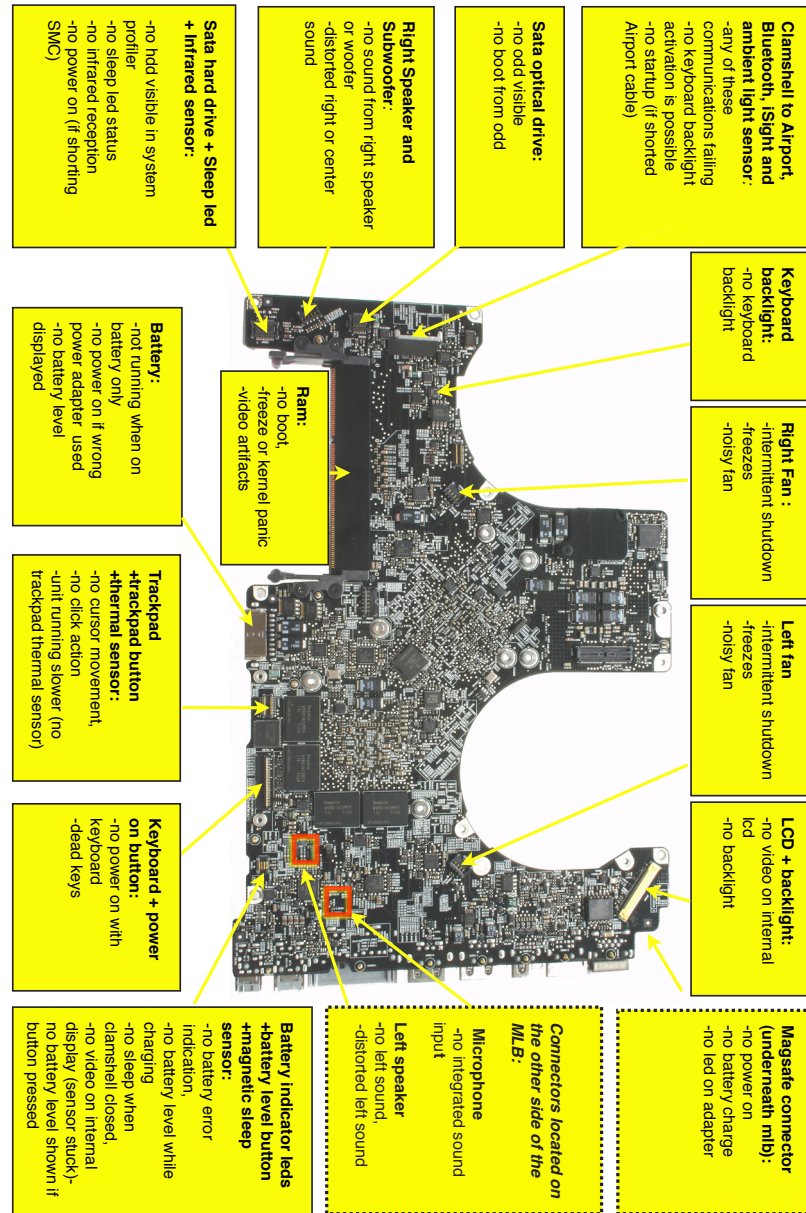 Clamshell to Airport,
Bluetooth, iSight and
ambient light sensor:
-any of these
communications failing
-no keyboard backlight
activation is possible
-no startup (if shorted
Airport cable)
Sata optical drive:
-no odd visible
-no boot from odd
Right Speaker and
Subwoofer:
-no sound from right speaker
or woofer
-distorted right or center
sound
Sata hard drive + Sleep led
+ Infrared sensor:
-no hdd visible in system
profiler
-no sleep led status
-no infrared reception
-no power on (if shorting
SMC)
Keyboard
backlight:
-no keyboard
backlight
Right Fan :
-intermittent shutdown
-freezes
-noisy fan
Left fan
-intermittent shutdown
-freezes
-noisy fan
LCD + backlight:
-no video on internal
lcd
-no backlight
Magsafe connector
(underneath mlb):
-no power on
-no battery charge
-no led on adapter
Ram:
-no boot,
-freeze or kernel panic
-video artifacts
Battery:
-not running when on
battery only
-no power on if wrong
power adapter used
-no battery level
displayed
Trackpad
+trackpad button
+thermal sensor:
-no cursor movement,
-no click action
-unit running slower (no
trackpad thermal sensor)
Keyboard + power
on button:
-no power on with
keyboard
-dead keys
Connectors located on
the other side of the
MLB:
Microphone
-no integrated sound
input
Left speaker
-no left sound,
-distorted left sound
Battery indicator leds
+battery level button
+magnetic sleep
sensor:
-no battery error
indication,
-no battery level while
charging
-no sleep when
clamshell closed,
-no video on internal
display (sensor stuck)-
no battery level shown if
button pressed